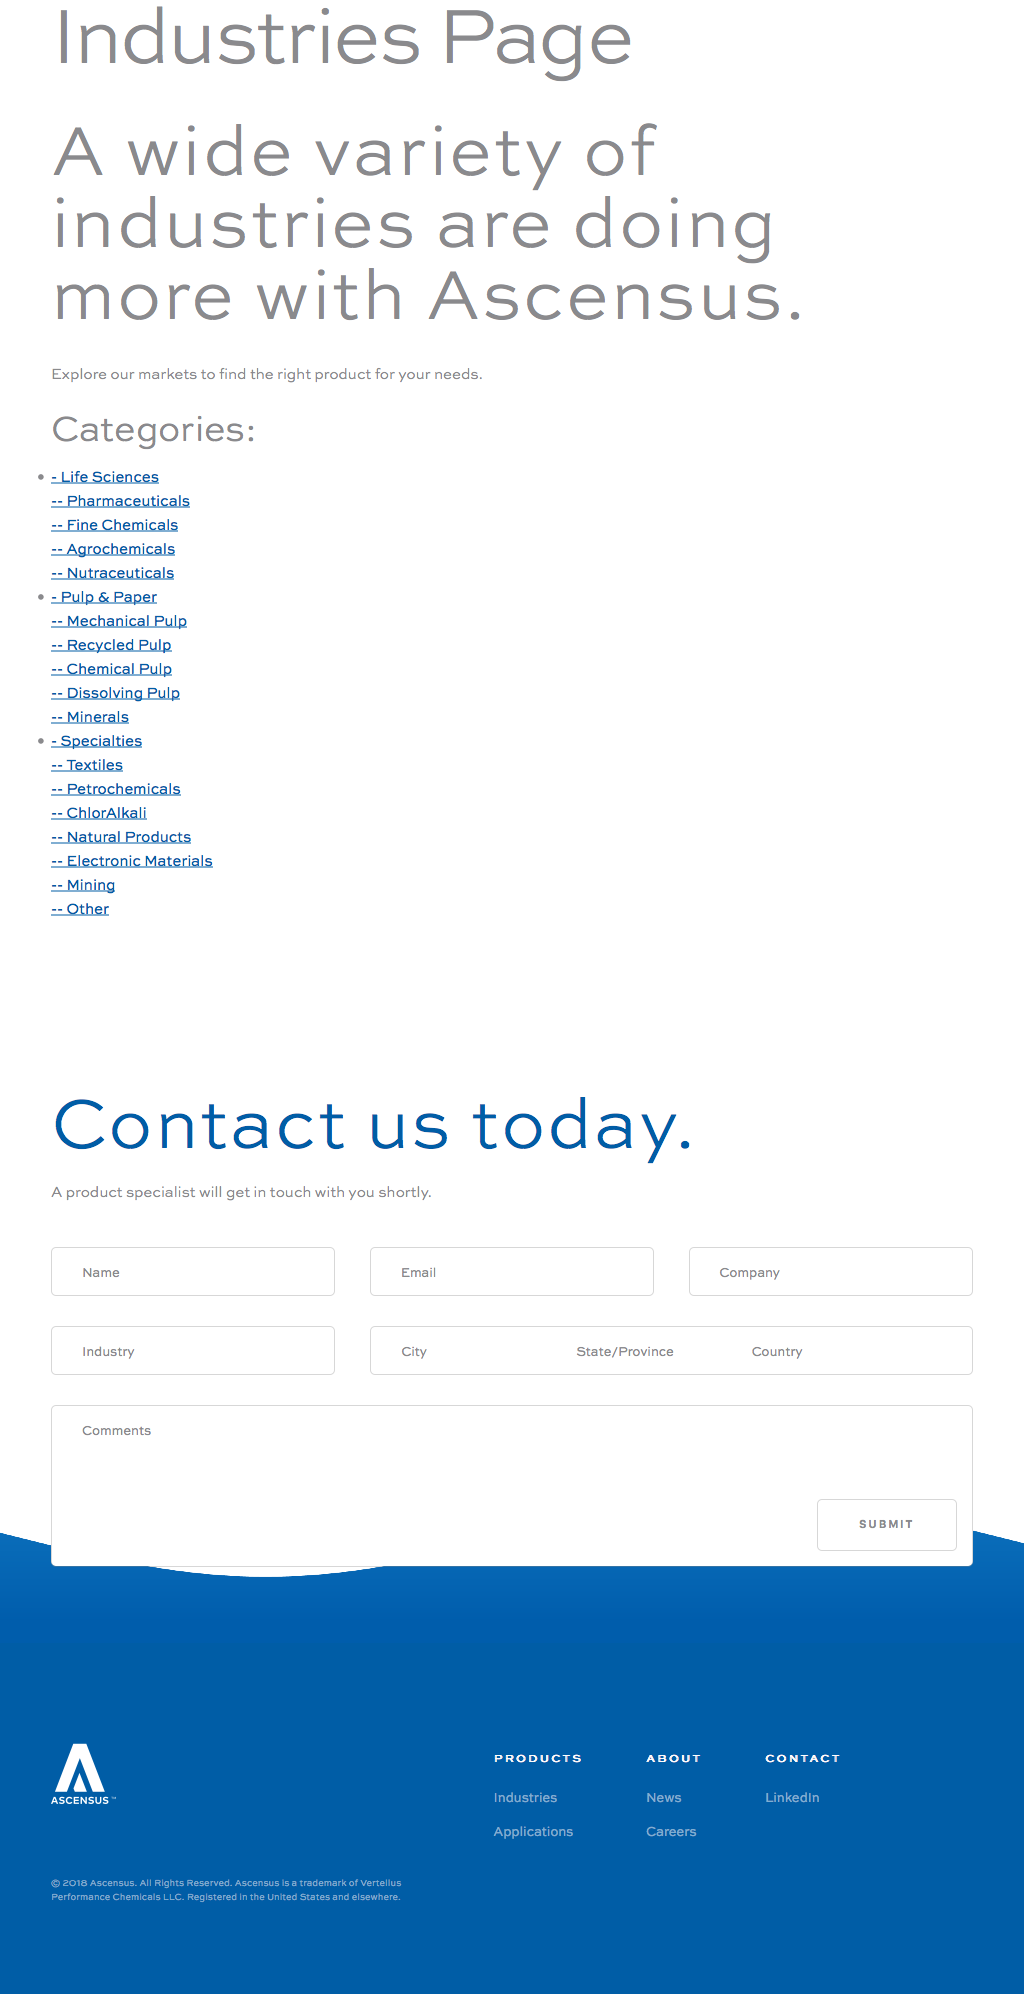 Industries Page
A wide variety of
industries are doing
more with Ascensus.
Explore our markets to find the right product for your needs.
Categories:
- Life Sciences
-- Pharmaceuticals
-- Fine Chemicals
-- Agrochemicals
-- Nutraceuticals
- Pulp & Paper
-- Mechanical Pulp
-- Recycled Pulp
-- Chemical Pulp
-- Dissolving Pulp
-- Minerals
- Specialties
-- Textiles
-- Petrochemicals
-- ChlorAlkali
-- Natural Products
-- Electronic Materials
-- Mining
-- Other
Contact us today.
A product specialist will get in touch with you shortly.
Name Email Company
Industry City State/Province Country
Comments
SUBMIT
ASCENSUS™
PRODUCTS ABOUT CONTACT
Industries News LinkedIn
Applications Careers
© 2018 Ascensus. All Rights Reserved. Ascensus is a trademark of Vertellus
Performance Chemicals LLC. Registered in the United States and elsewhere.